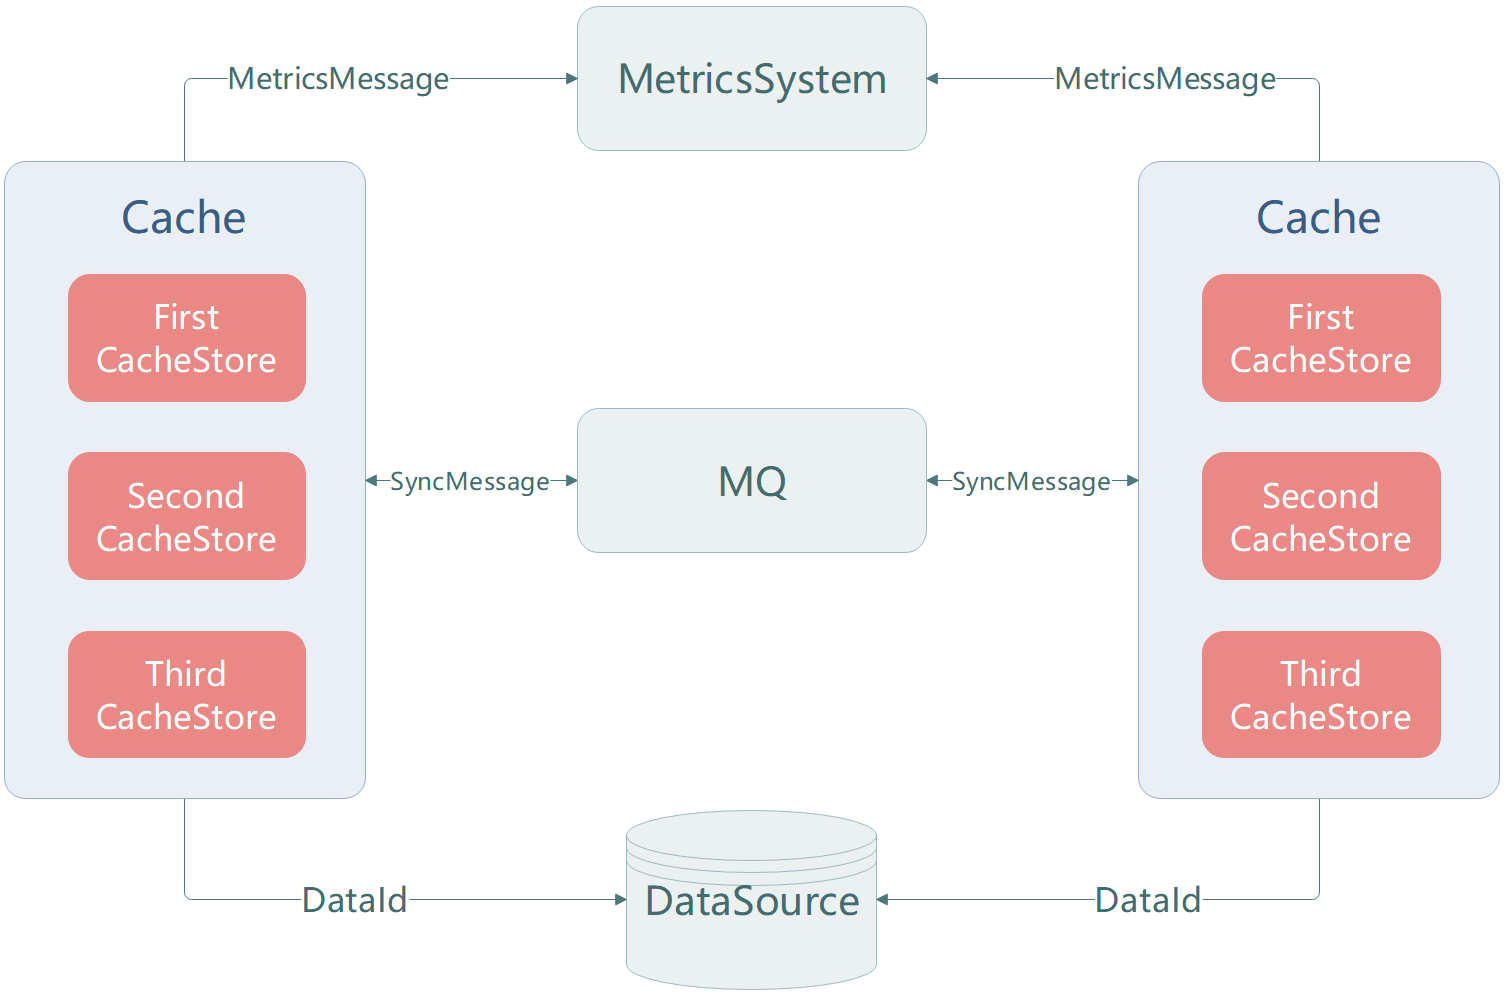 MetricsMessage
MetricsSystem
MetricsMessage
Cache
First
CacheStore
Second
CacheStore
Third
CacheStore
SyncMessage
MQ
SyncMessage
Cache
First
CacheStore
Second
CacheStore
Third
CacheStore
DataId
DataSource
DataId